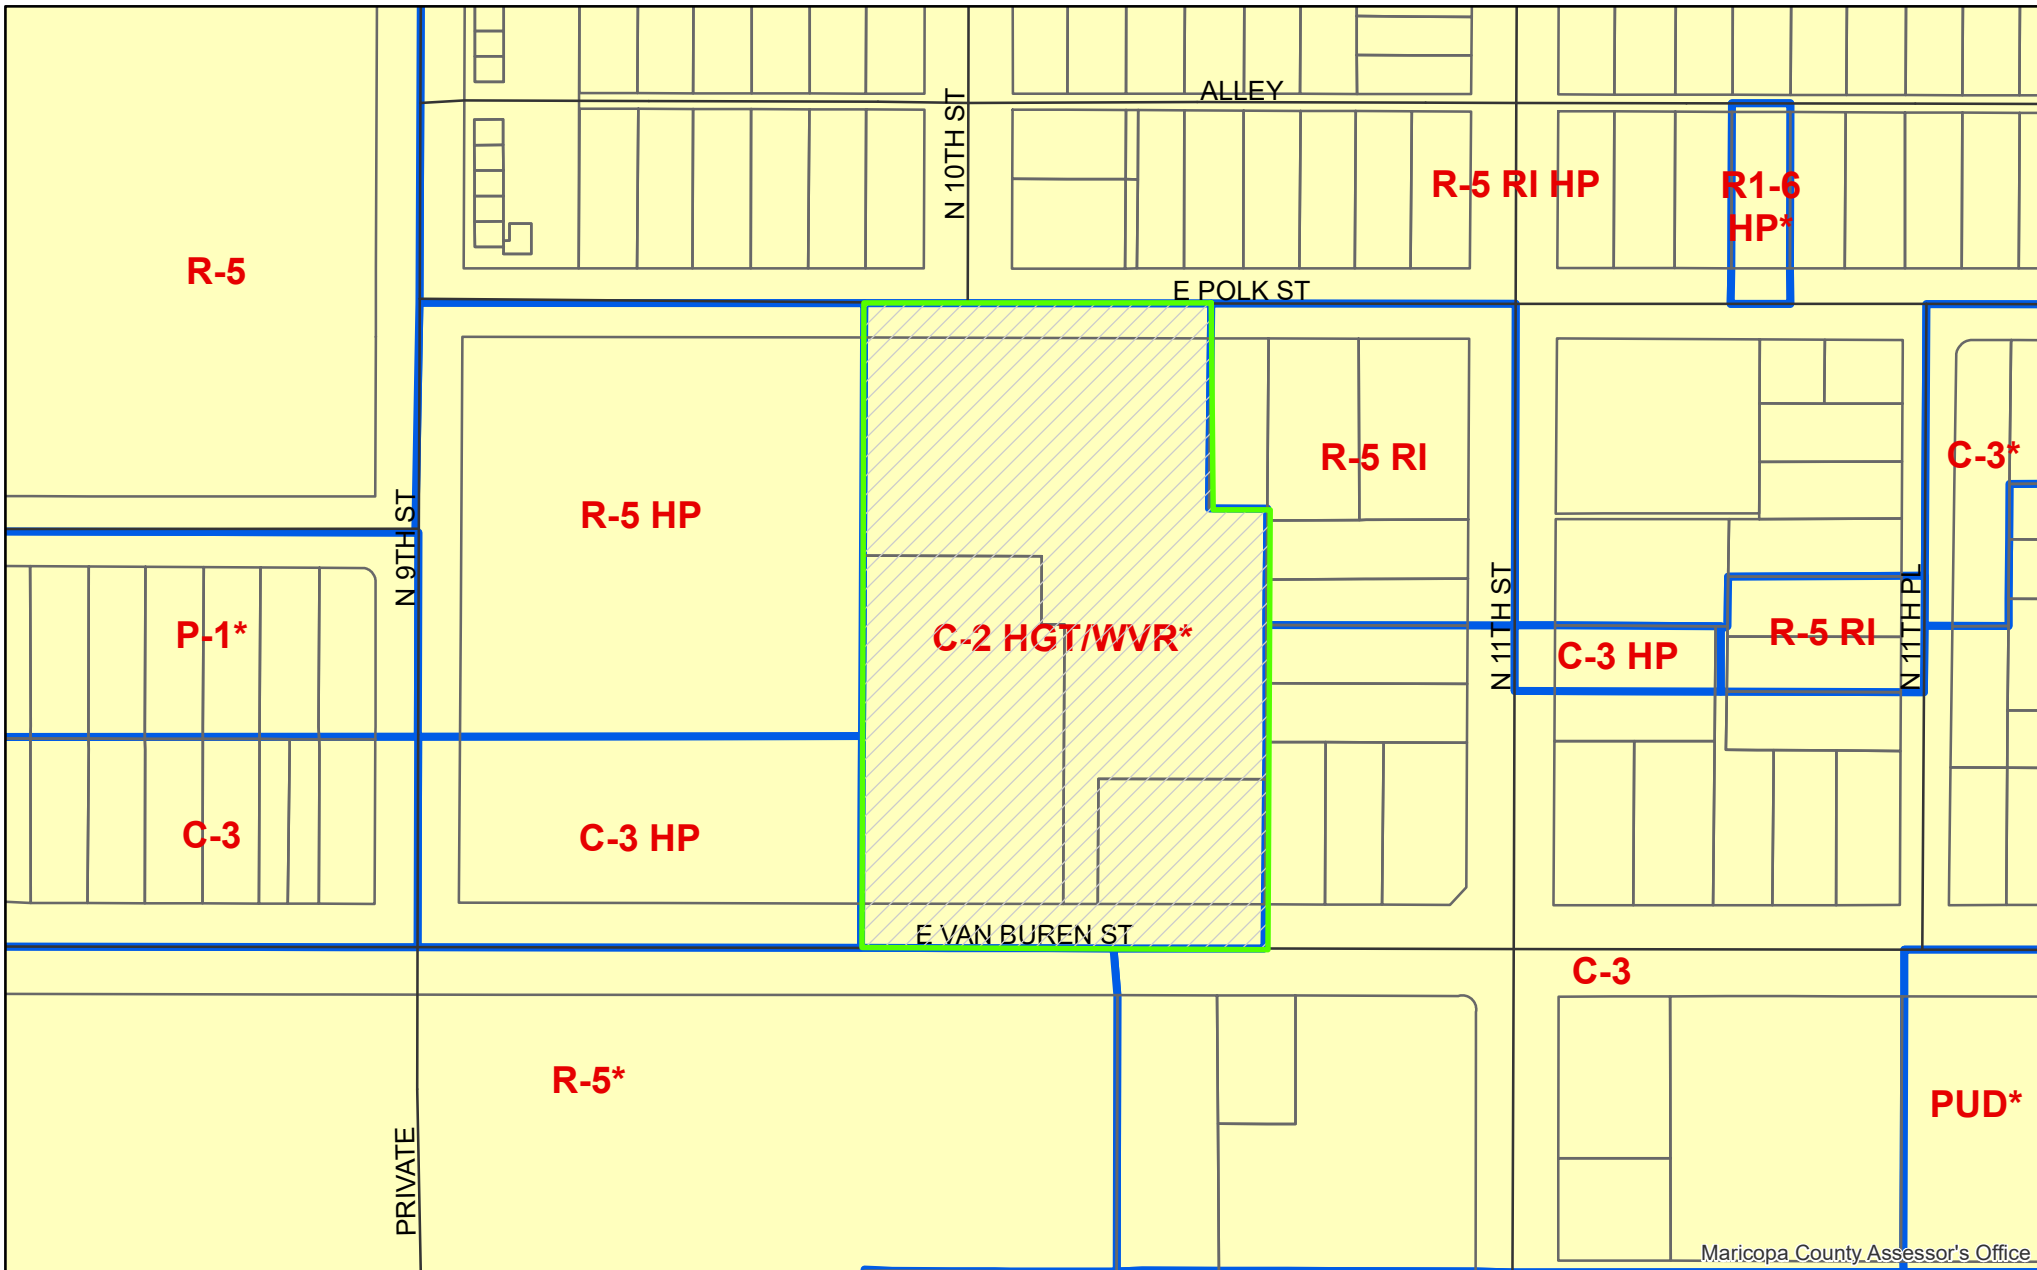 ALLEY
N 10TH ST
R-5 RI HP
R1-6
HP*
R-5
E POLK ST
R-5 RI
C-3*
R-5 HP
N 9TH ST
N 11TH ST
N 11TH PL
P-1*
C-2 HGT/WVR*
R-5 RI
C-3 HP
C-3
C-3 HP
E VAN BUREN ST
C-3
R-5*
PUD*
PRIVATE
Maricopa County Assessor's Office